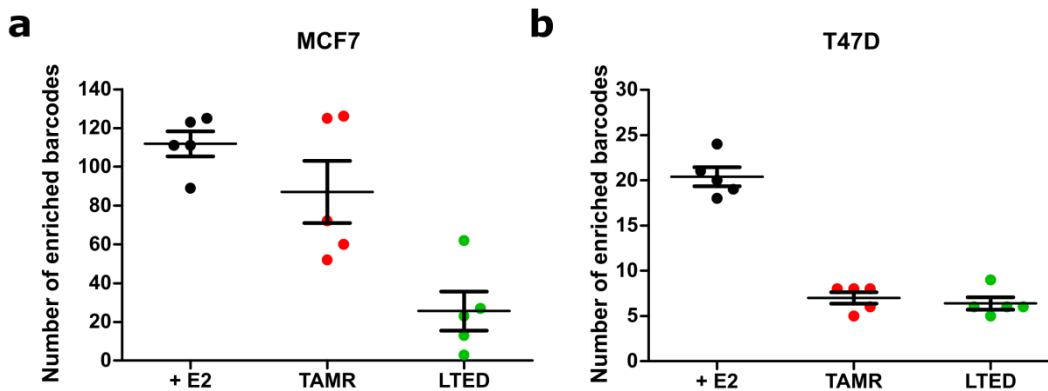 a
MCF7
Number of enriched barcodes
140
120
100
80
60
40
20
0
+ E2 TAMR LTED
b
T47D
Number of enriched barcodes
30
25
20
15
10
5
0
+ E2 TAMR LTED